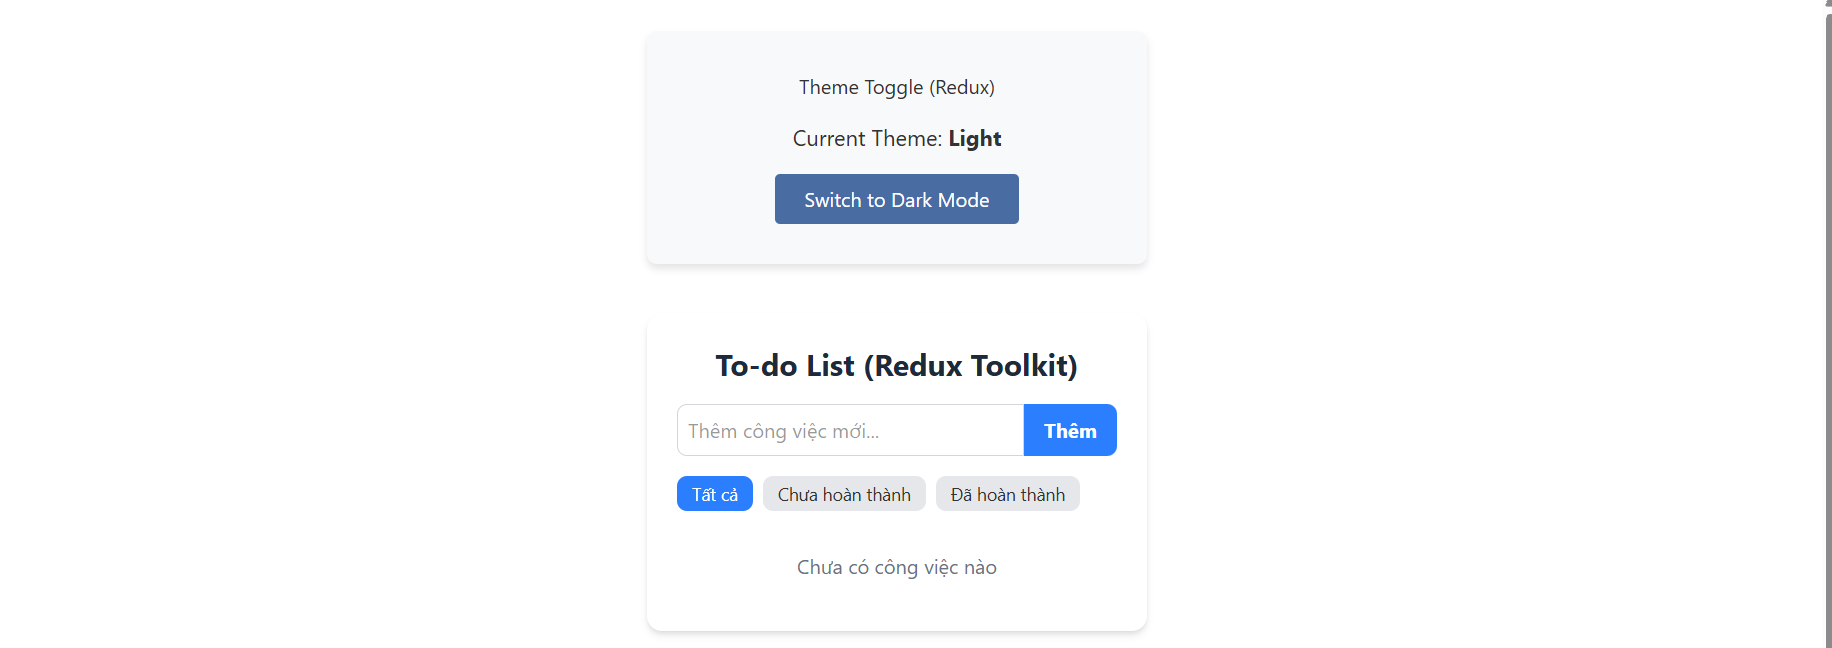 Theme Toggle (Redux)
Current Theme: Light
Switch to Dark Mode
To-do List (Redux Toolkit)
Thêm công việc mới...
Thêm
Tất cả
Chưa hoàn thành
Đã hoàn thành
Chưa có công việc nào